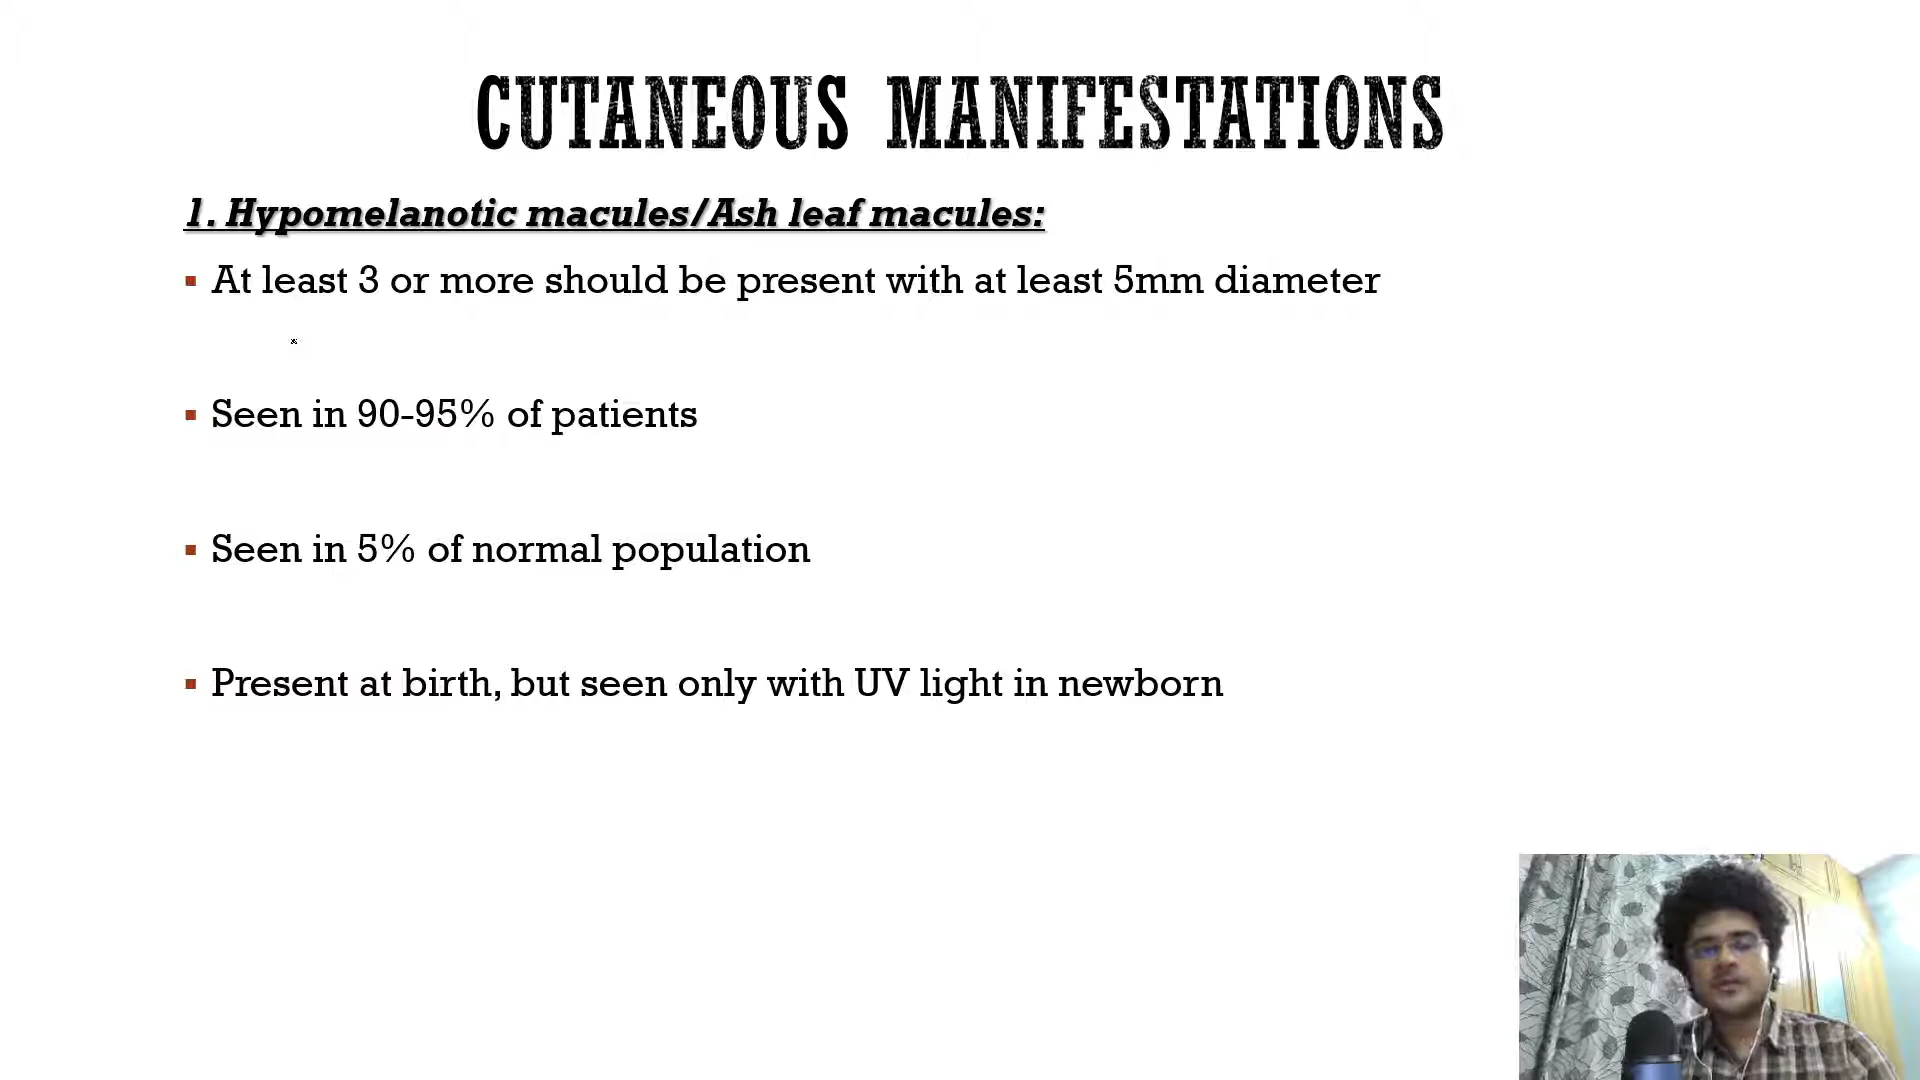 CUTANEOUS MANIFESTATIONS
1. Hypomelanotic macules/Ash leaf macules:
▪ At least 3 or more should be present with at least 5mm diameter
▪ Seen in 90-95% of patients
▪ Seen in 5% of normal population
▪ Present at birth, but seen only with UV light in newborn